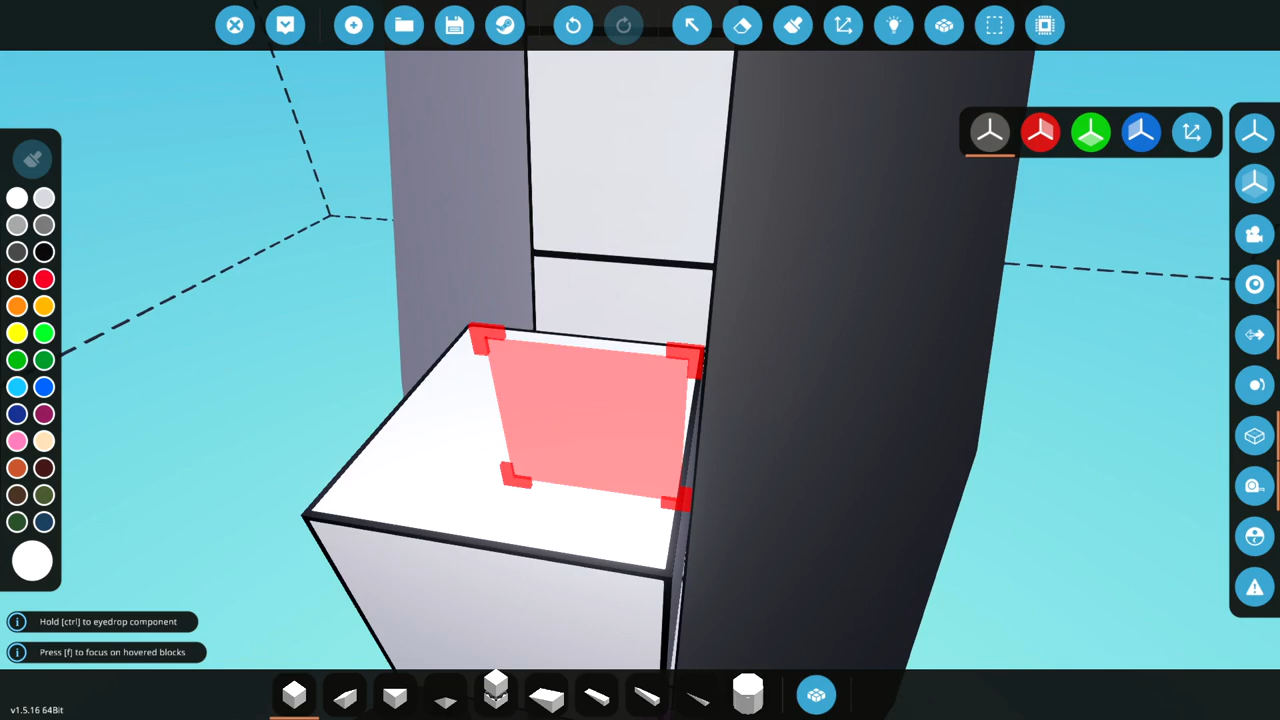 Hold [ctrl] to eyedrop component
Press [f] to focus on hovered blocks
v1.5.16 64Bit